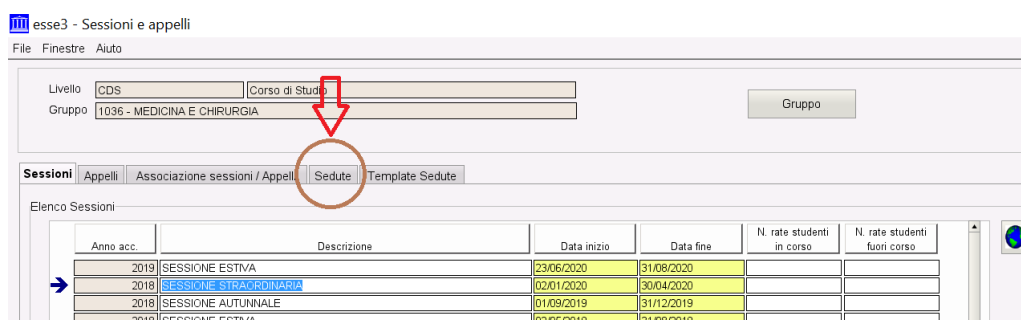 esse3 - Sessioni e appelli
File Finestre Aiuto
Livello CDS Corso di Studio
Gruppo 1036 - MEDICINA E CHIRURGIA Gruppo
Sessioni Appelli Associazione sessioni / Appelli Sedute Template Sedute
Elenco Sessioni
Anno acc. Descrizione Data inizio Data fine N. rate studenti in corso N. rate studenti fuori corso
2019 SESSIONE ESTIVA 23/06/2020 31/08/2020
2018 SESSIONE STRAORDINARIA 02/01/2020 30/04/2020
2018 SESSIONE AUTUNNALE 01/09/2019 31/12/2019
2018 SESSIONE ESTIVA